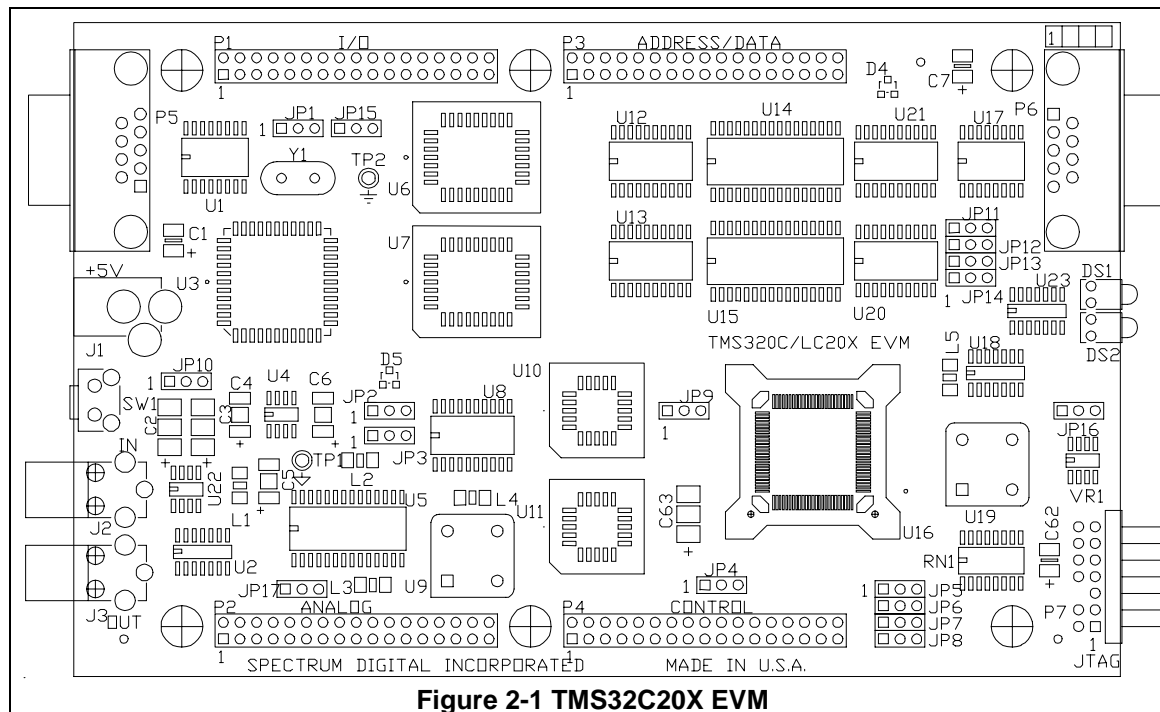 P1 I/O P3 ADDRESS/DATA 1
D4 C7
1 1
P5 JP1 JP15 P6
1
U12 U14 U21 U17
Y1 TP2
U6
U1
U13 JP11
C1 U7 JP12
+5V JP13
U3 DS1
1 JP14 U23
U15 U20
TMS320C/LC20X EVM
J1 D5 L5 U18 DS2
JP10 U10
1 C4 U4 C6 JP2 U8 JP9
SW1 1
C2 C3 1 1 JP16
IN JP3
TP1
U22 C5 L2 VR1
L1 U5 L4 U11 C63
J2 U19 C62
U16
U2 RN1
JP17 L3 U9 JP4
1 1 JP5
P2 ANALOG P4 CONTROL JP6
J3 OUT JP7 P7
JP8
1 1 1
SPECTRUM DIGITAL INCORPORATED MADE IN U.S.A. JTAG
Figure 2-1 TMS32C20X EVM